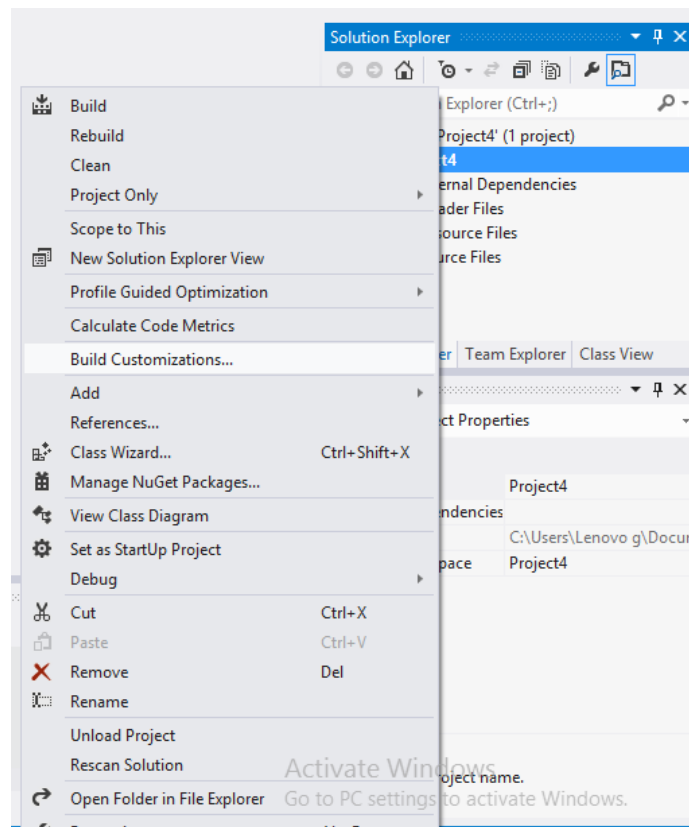 Solution Explorer
Explorer (Ctrl+;)
Project4' (1 project)
t4
ernal Dependencies
ader Files
source Files
urce Files
er Team Explorer Class View
ct Properties
Project4
endencies
C:\Users\Lenovo g\Docu
pace Project4
oject name.
Build
Rebuild
Clean
Project Only
Scope to This
New Solution Explorer View
Profile Guided Optimization
Calculate Code Metrics
Build Customizations...
Add
References...
Class Wizard... Ctrl+Shift+X
Manage NuGet Packages...
View Class Diagram
Set as StartUp Project
Debug
Cut Ctrl+X
Paste Ctrl+V
Remove Del
Rename
Unload Project
Rescan Solution
Open Folder in File Explorer
Activate Windows
Go to PC settings to activate Windows.